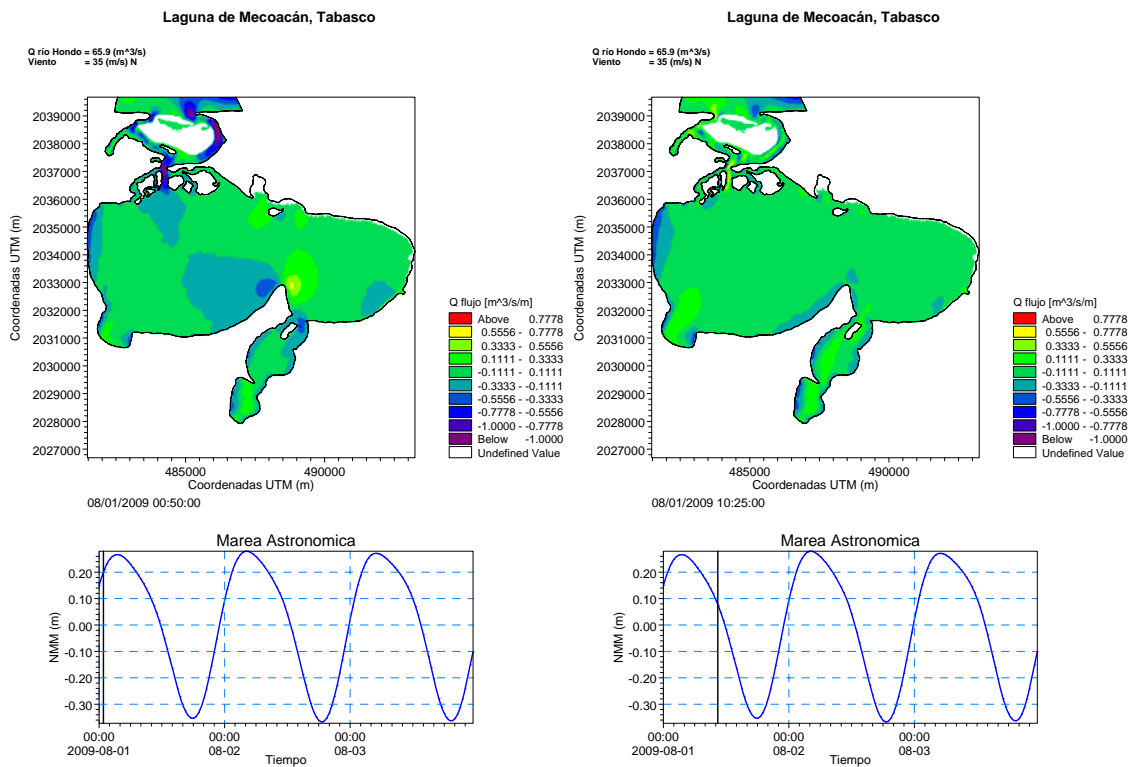 Laguna de Mecoacán, Tabasco
Q río Hondo = 65.9 (m^3/s)
Viento = 35 (m/s) N
2039000
2038000
2037000
2036000
2035000
2034000
2033000
2032000
2031000
2030000
2029000
2028000
2027000
Coordenadas UTM (m)
485000 490000
Coordenadas UTM (m)
Q flujo [m^3/s/m]
Above 0.7778
0.5556 - 0.7778
0.3333 - 0.5556
0.1111 - 0.3333
-0.1111 - 0.1111
-0.3333 - -0.1111
-0.5556 - -0.3333
-0.7778 - -0.5556
-1.0000 - -0.7778
Below -1.0000
Undefined Value
08/01/2009 00:50:00
Marea Astronomica
0.20
0.10
0.00
-0.10
-0.20
-0.30
NMM (m)
00:00 00:00 00:00
2009-08-01 08-02 08-03
Tiempo
Laguna de Mecoacán, Tabasco
Q río Hondo = 65.9 (m^3/s)
Viento = 35 (m/s) N
2039000
2038000
2037000
2036000
2035000
2034000
2033000
2032000
2031000
2030000
2029000
2028000
2027000
Coordenadas UTM (m)
485000 490000
Coordenadas UTM (m)
Q flujo [m^3/s/m]
Above 0.7778
0.5556 - 0.7778
0.3333 - 0.5556
0.1111 - 0.3333
-0.1111 - 0.1111
-0.3333 - -0.1111
-0.5556 - -0.3333
-0.7778 - -0.5556
-1.0000 - -0.7778
Below -1.0000
Undefined Value
08/01/2009 10:25:00
Marea Astronomica
0.20
0.10
0.00
-0.10
-0.20
-0.30
NMM (m)
00:00 00:00 00:00
2009-08-01 08-02 08-03
Tiempo